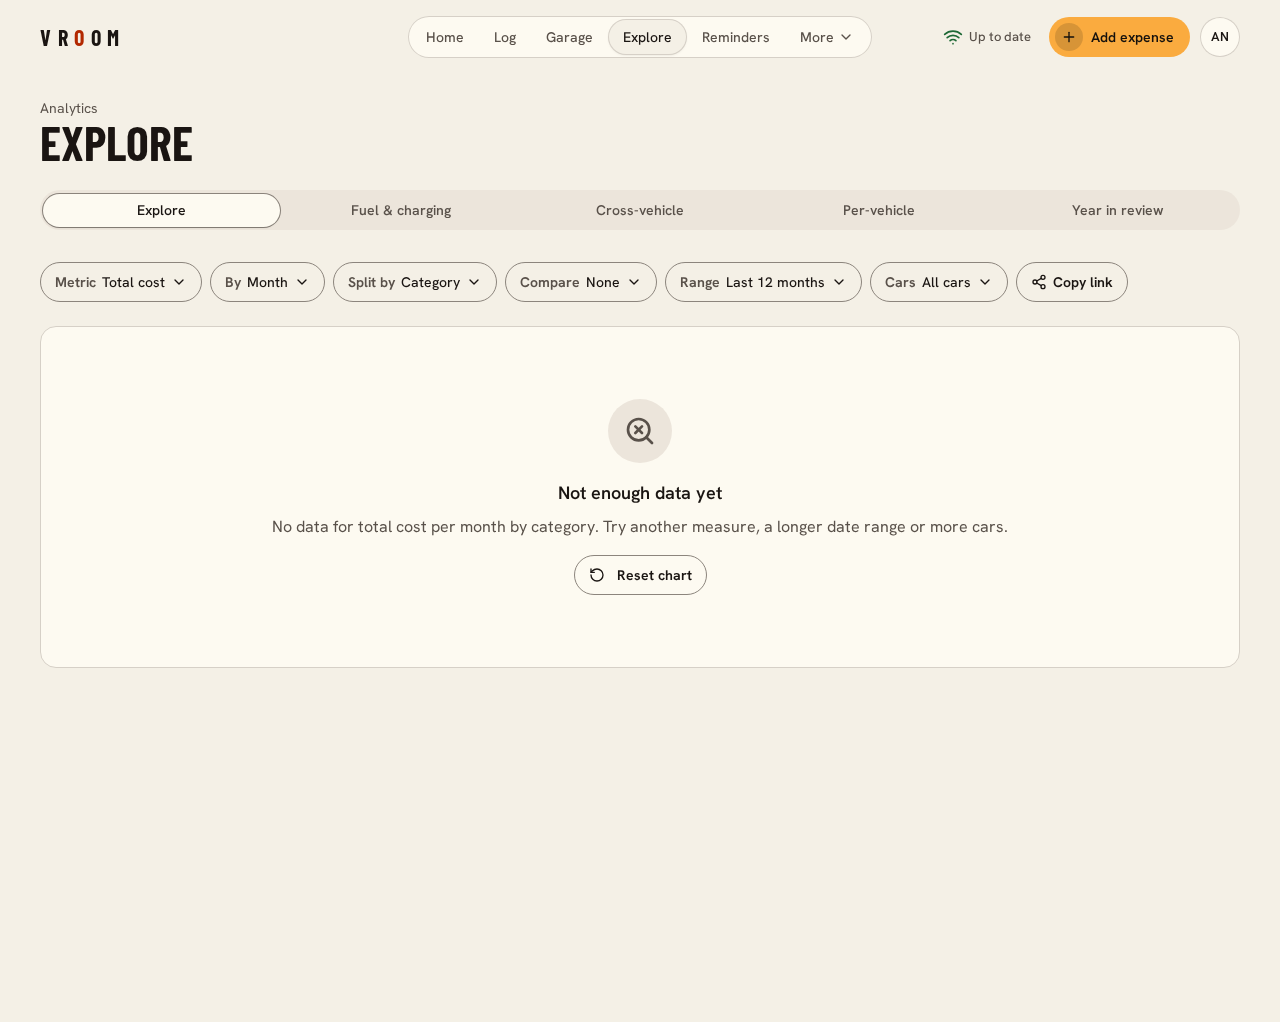 VROOM
Home Log Garage Explore Reminders More
Up to date
Add expense
AN
Analytics
EXPLORE
Explore Fuel & charging Cross-vehicle Per-vehicle Year in review
Metric Total cost By Month Split by Category Compare None Range Last 12 months Cars All cars Copy link
Not enough data yet
No data for total cost per month by category. Try another measure, a longer date range or more cars.
Reset chart